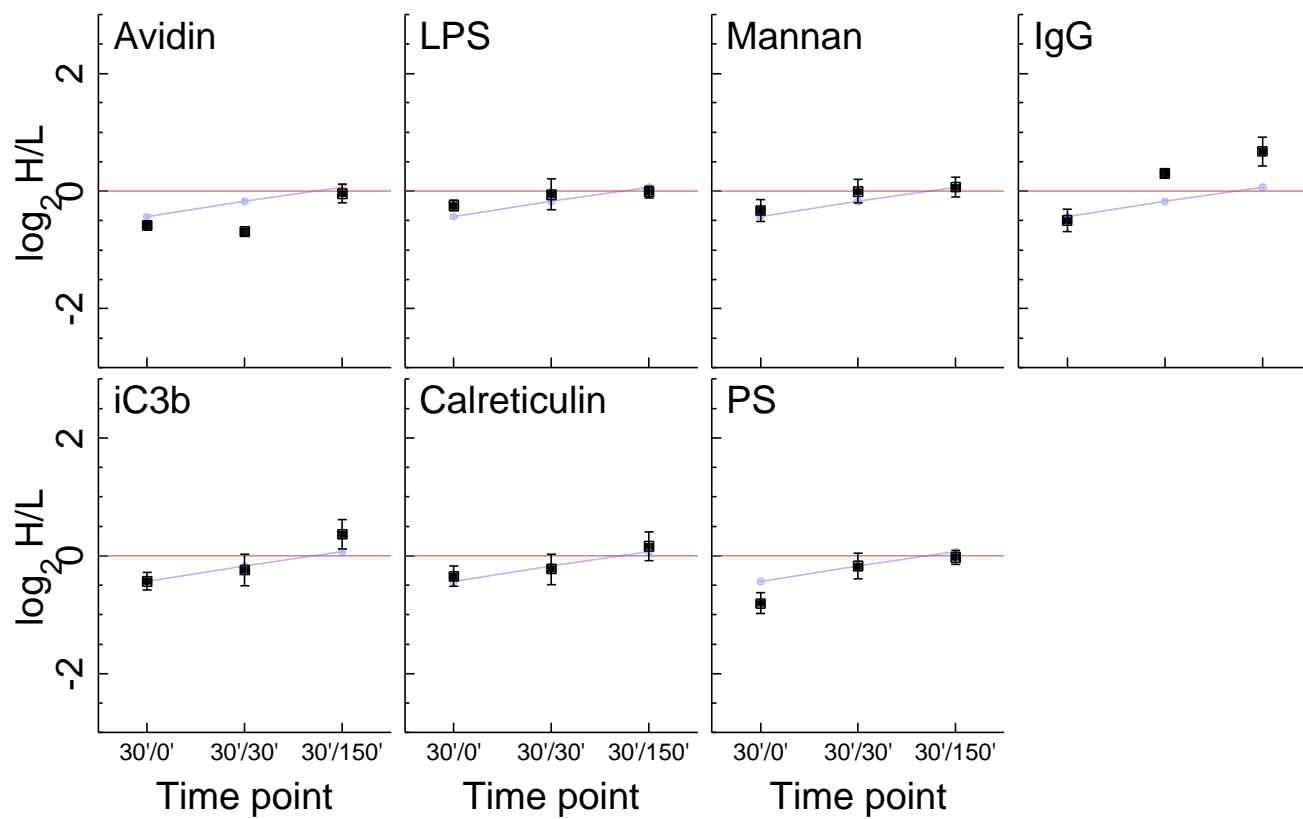 Avidin
LPS
Mannan
IgG
log2 H/L
2
0
-2
iC3b
Calreticulin
PS
log2 H/L
2
0
-2
30'/0' 30'/30' 30'/150'
30'/0' 30'/30' 30'/150'
30'/0' 30'/30' 30'/150'
Time point
Time point
Time point